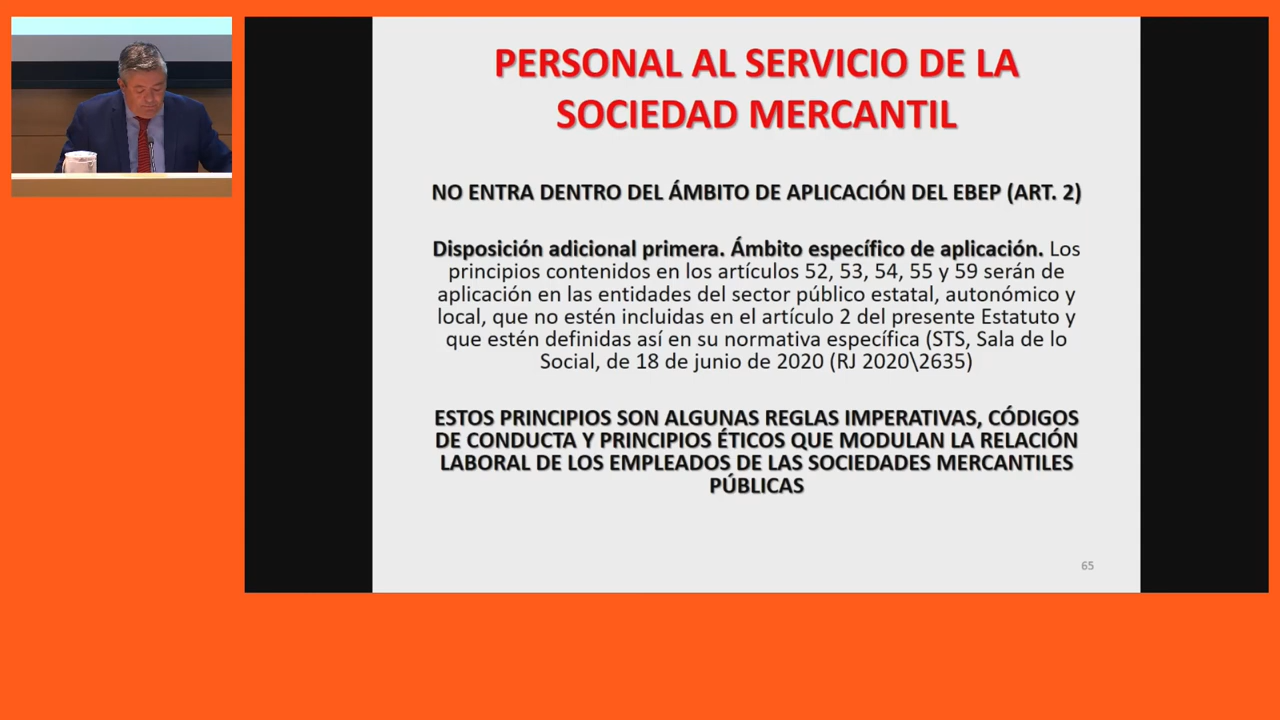 PERSONAL AL SERVICIO DE LA
SOCIEDAD MERCANTIL
NO ENTRA DENTRO DEL ÁMBITO DE APLICACIÓN DEL EBEP (ART. 2)
Disposición adicional primera. Ámbito específico de aplicación. Los
principios contenidos en los artículos 52, 53, 54, 55 y 59 serán de
aplicación en las entidades del sector público estatal, autonómico y
local, que no estén incluidas en el artículo 2 del presente Estatuto y
que estén definidas así en su normativa específica (STS, Sala de lo
Social, de 18 de junio de 2020 (RJ 2020\2635)
ESTOS PRINCIPIOS SON ALGUNAS REGLAS IMPERATIVAS, CÓDIGOS
DE CONDUCTA Y PRINCIPIOS ÉTICOS QUE MODULAN LA RELACIÓN
LABORAL DE LOS EMPLEADOS DE LAS SOCIEDADES MERCANTILES
PÚBLICAS
65